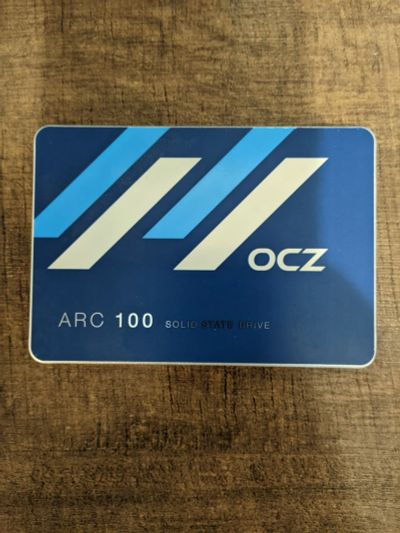 OCZ
ARC 100 SOLID STATE DRIVE